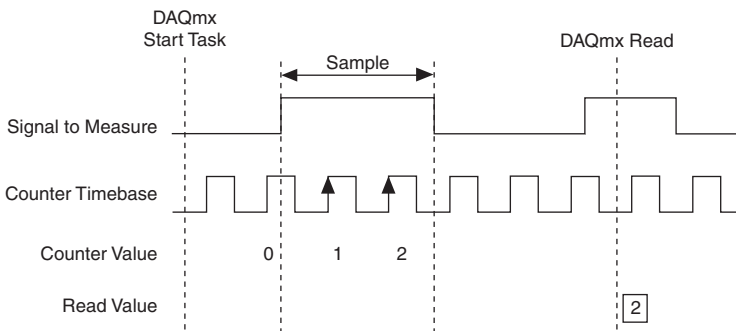 DAQmx
Start Task
DAQmx Read
Sample
Signal to Measure
Counter Timebase
Counter Value 0 1 2
Read Value 2